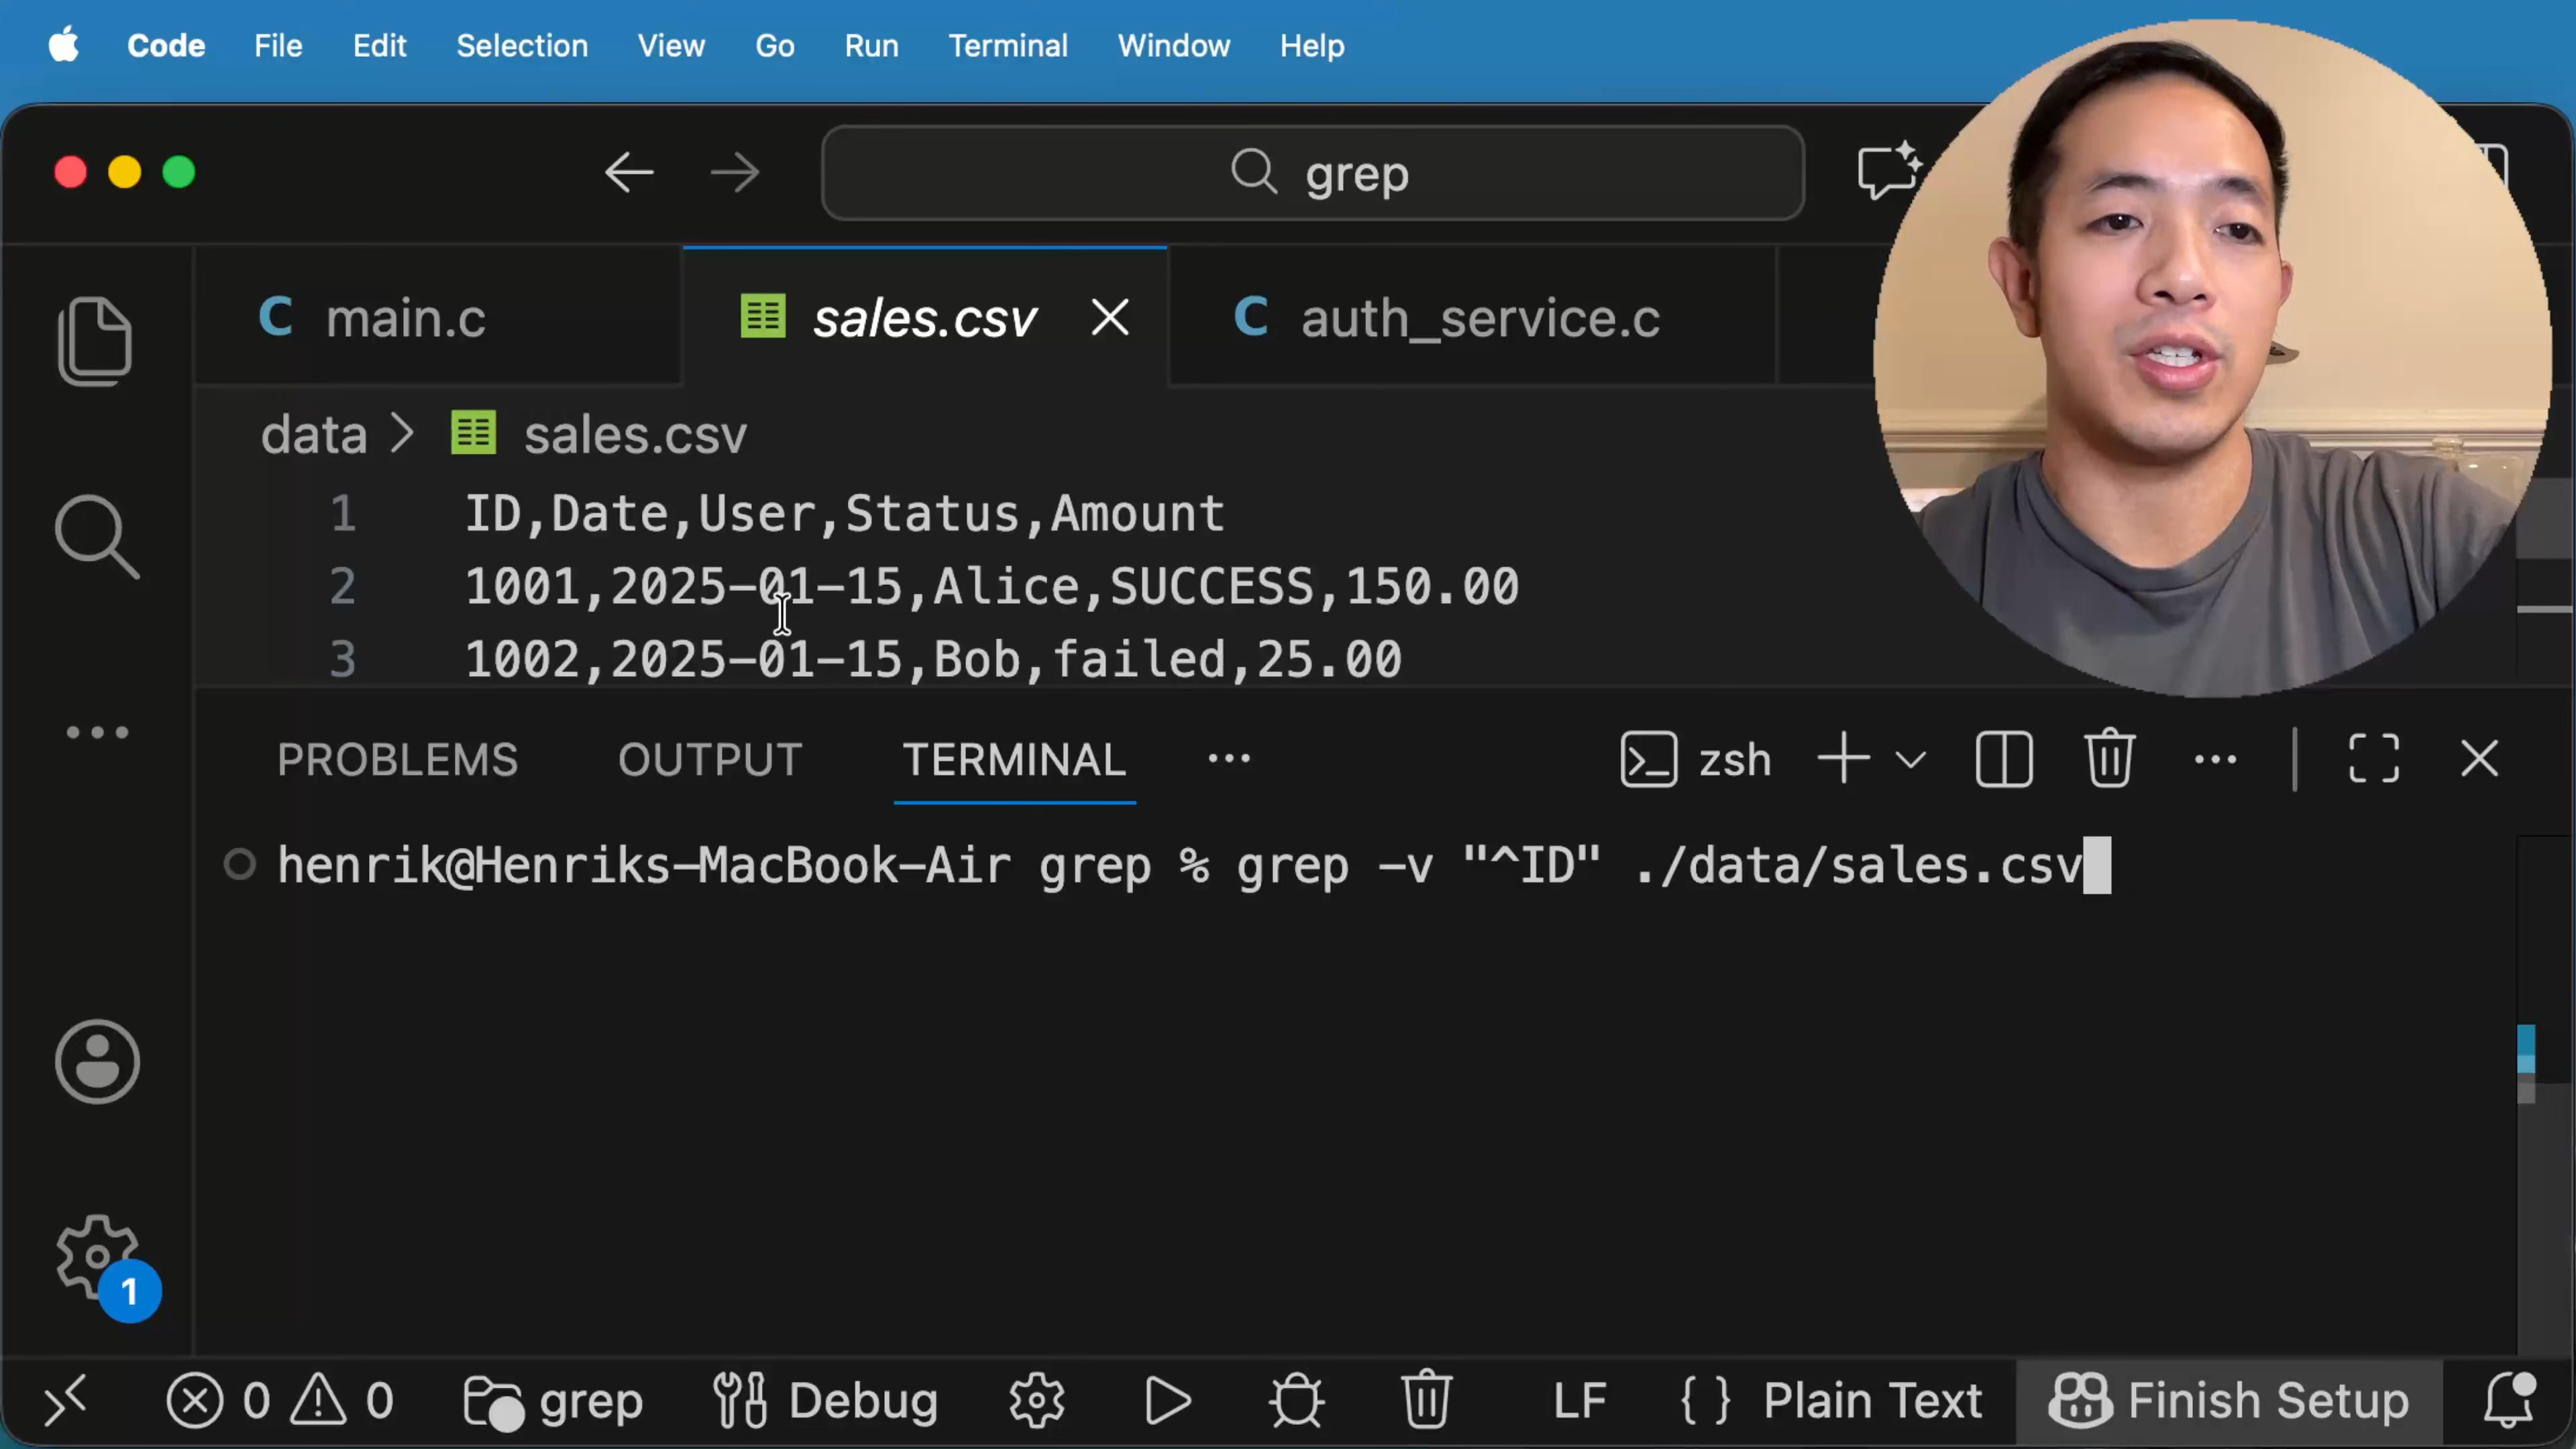 Code File Edit Selection View Go Run Terminal Window Help
grep
main.c sales.csv auth_service.c
data > sales.csv
1 ID,Date,User,Status,Amount
2 1001,2025-01-15,Alice,SUCCESS,150.00
3 1002,2025-01-15,Bob,failed,25.00
PROBLEMS OUTPUT TERMINAL zsh
henrik@Henriks-MacBook-Air grep % grep -v "^ID" ./data/sales.csv
1
0 0 grep Debug LF {} Plain Text Finish Setup